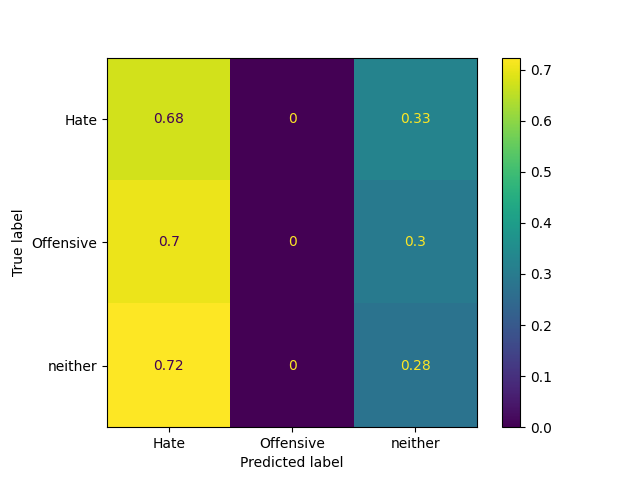 True label
Hate 0.68 0 0.33
Offensive 0.7 0 0.3
neither 0.72 0 0.28
Hate Offensive neither
Predicted label
0.7
0.6
0.5
0.4
0.3
0.2
0.1
0.0